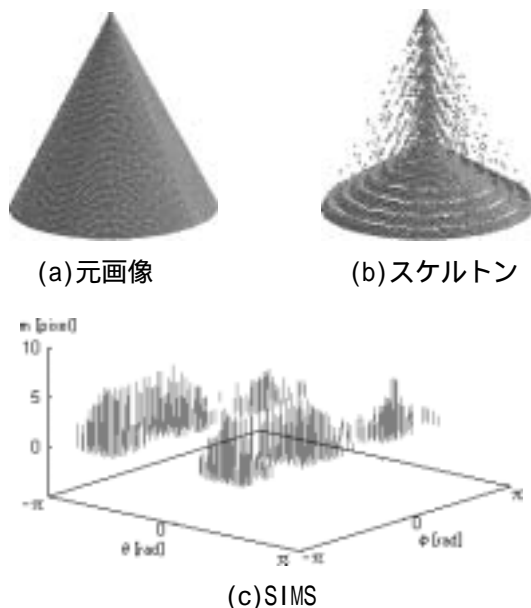 (a)元画像
(b)スケルトン
m [pixel]
10
5
0
-π
0
θ [rad]
π
-π
0
φ [rad]
π
(c)SIMS